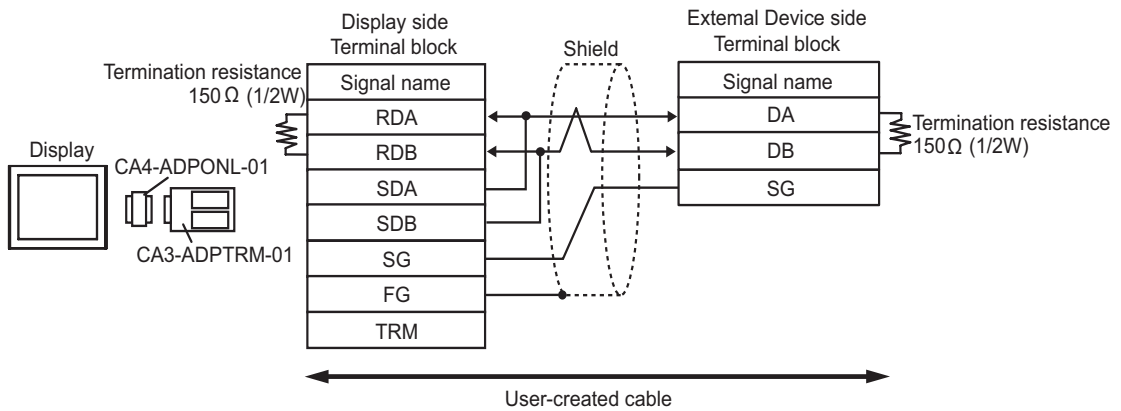 Display side
Terminal block
Shield
External Device side
Terminal block
Termination resistance
150 Ω (1/2W)
Signal name
RDA
RDB
SDA
SDB
SG
FG
TRM
Signal name
DA
DB
SG
Termination resistance
150Ω (1/2W)
Display
CA4-ADPONL-01
CA3-ADPTRM-01
User-created cable